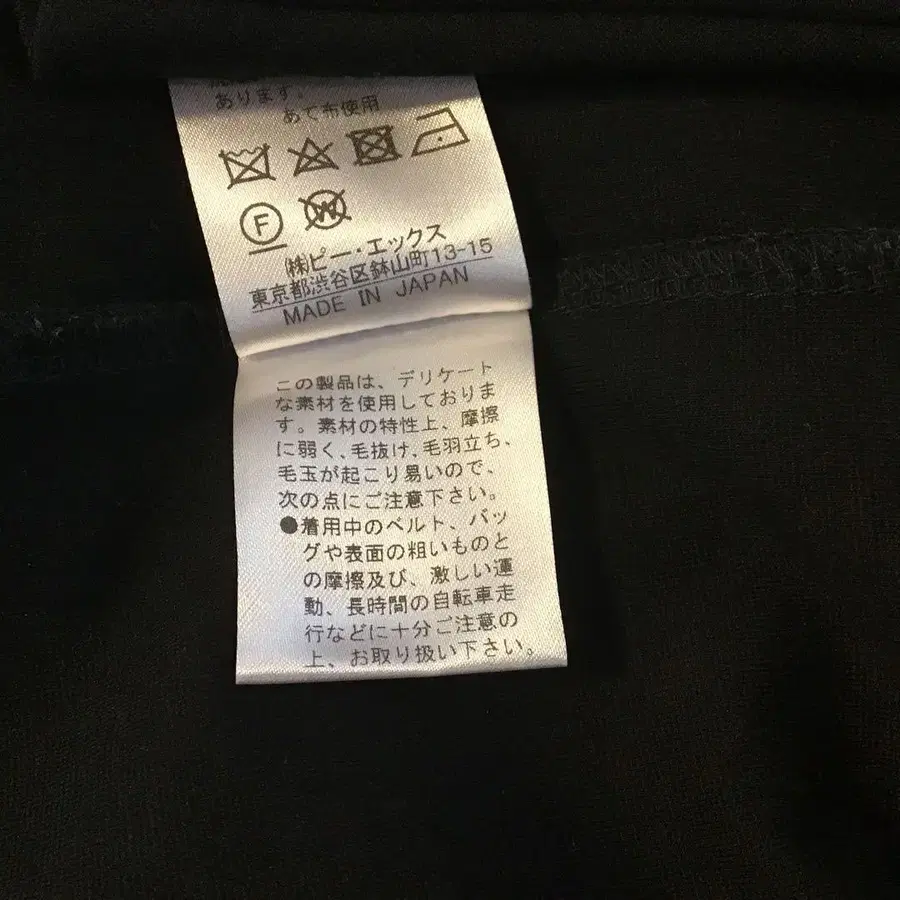 あります。
あて布使用
F
W
㈱ピー・エックス
東京都渋谷区鉢山町13-15
MADE IN JAPAN
この製品は、デリケート
な素材を使用しておりま
す。素材の特性上、摩擦
に弱く、毛抜け、毛羽立ち、
毛玉が起こり易いので、
次の点にご注意下さい。
●着用中のベルト、バッ
グや表面の粗いものと
の摩擦及び、激しい運
動、長時間の自転車走
行などに十分ご注意の
上、お取り扱い下さい。